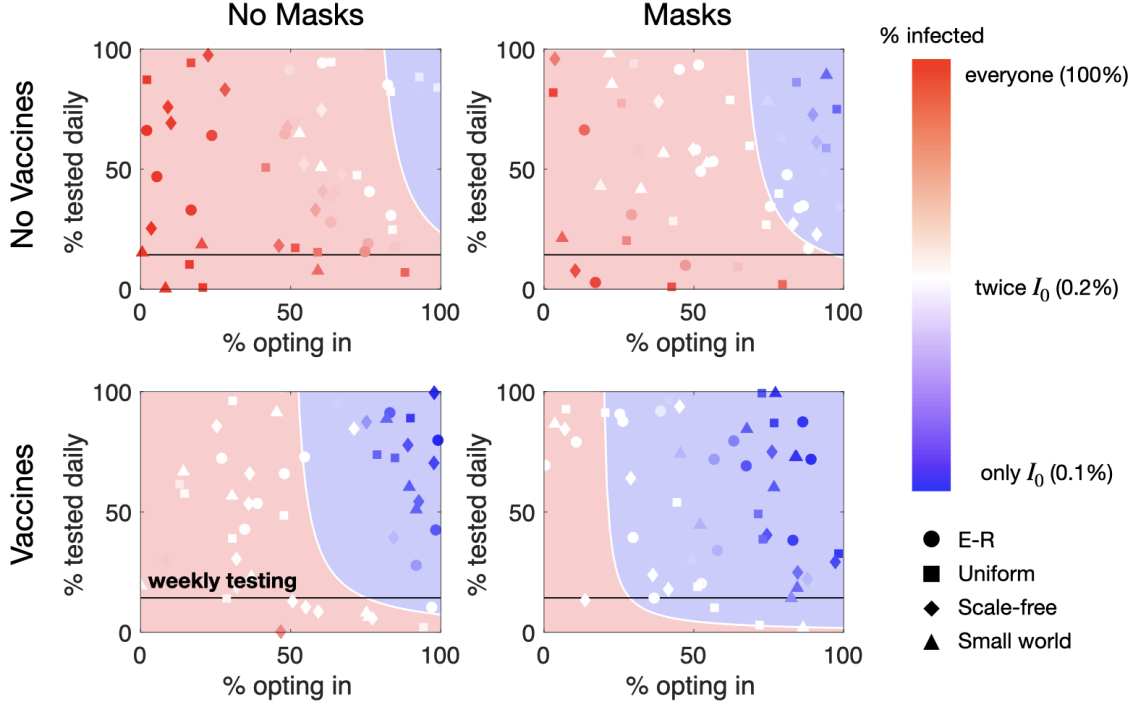 No Masks
Masks
% infected
No Vaccines
% tested daily
100
50
0
0
50
100
% opting in
% tested daily
100
50
0
0
50
100
% opting in
everyone (100%)
twice I0 (0.2%)
only I0 (0.1%)
Vaccines
% tested daily
100
50
0
weekly testing
0
50
100
% opting in
% tested daily
100
50
0
0
50
100
% opting in
E-R
Uniform
Scale-free
Small world